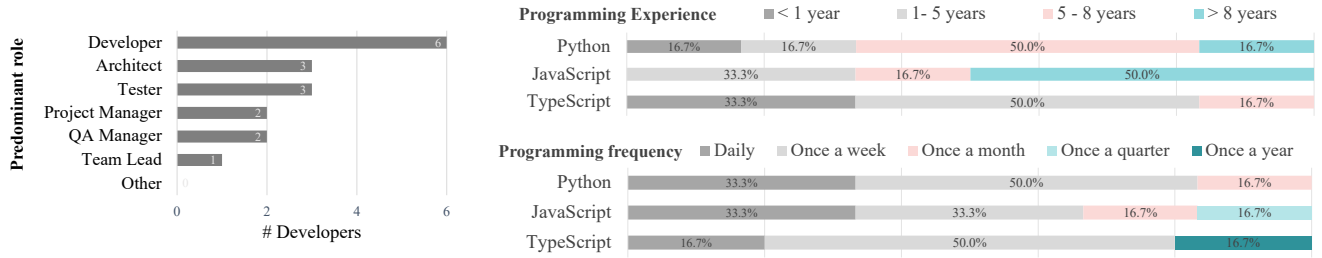 Predominant role
Developer 6
Architect 3
Tester 3
Project Manager 2
QA Manager 2
Team Lead 1
Other 0
0 2 4 6
# Developers
Programming Experience < 1 year 1- 5 years 5 - 8 years > 8 years
Python 16.7% 16.7% 50.0% 16.7%
JavaScript 33.3% 16.7% 50.0%
TypeScript 33.3% 50.0% 16.7%
Programming frequency Daily Once a week Once a month Once a quarter Once a year
Python 33.3% 50.0% 16.7%
JavaScript 33.3% 33.3% 16.7% 16.7%
TypeScript 16.7% 50.0% 16.7%